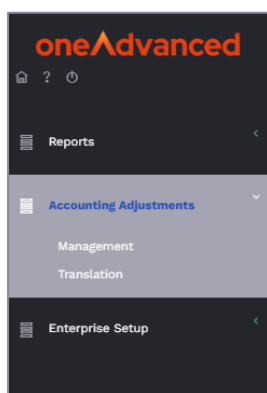 oneAdvanced
?
Reports
Accounting Adjustments
Management
Translation
Enterprise Setup